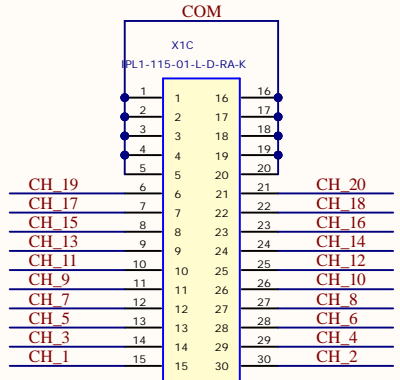 COM
X1C
IPL1-115-01-L-D-RA-K
1 1 16 16
2 2 17 17
3 3 18 18
4 4 19 19
5 5 20 20
CH_19 6 6 21 21 CH_20
CH_17 7 7 22 22 CH_18
CH_15 8 8 23 23 CH_16
CH_13 9 9 24 24 CH_14
CH_11 10 10 25 25 CH_12
CH_9 11 11 26 26 CH_10
CH_7 12 12 27 27 CH_8
CH_5 13 13 28 28 CH_6
CH_3 14 14 29 29 CH_4
CH_1 15 15 30 30 CH_2